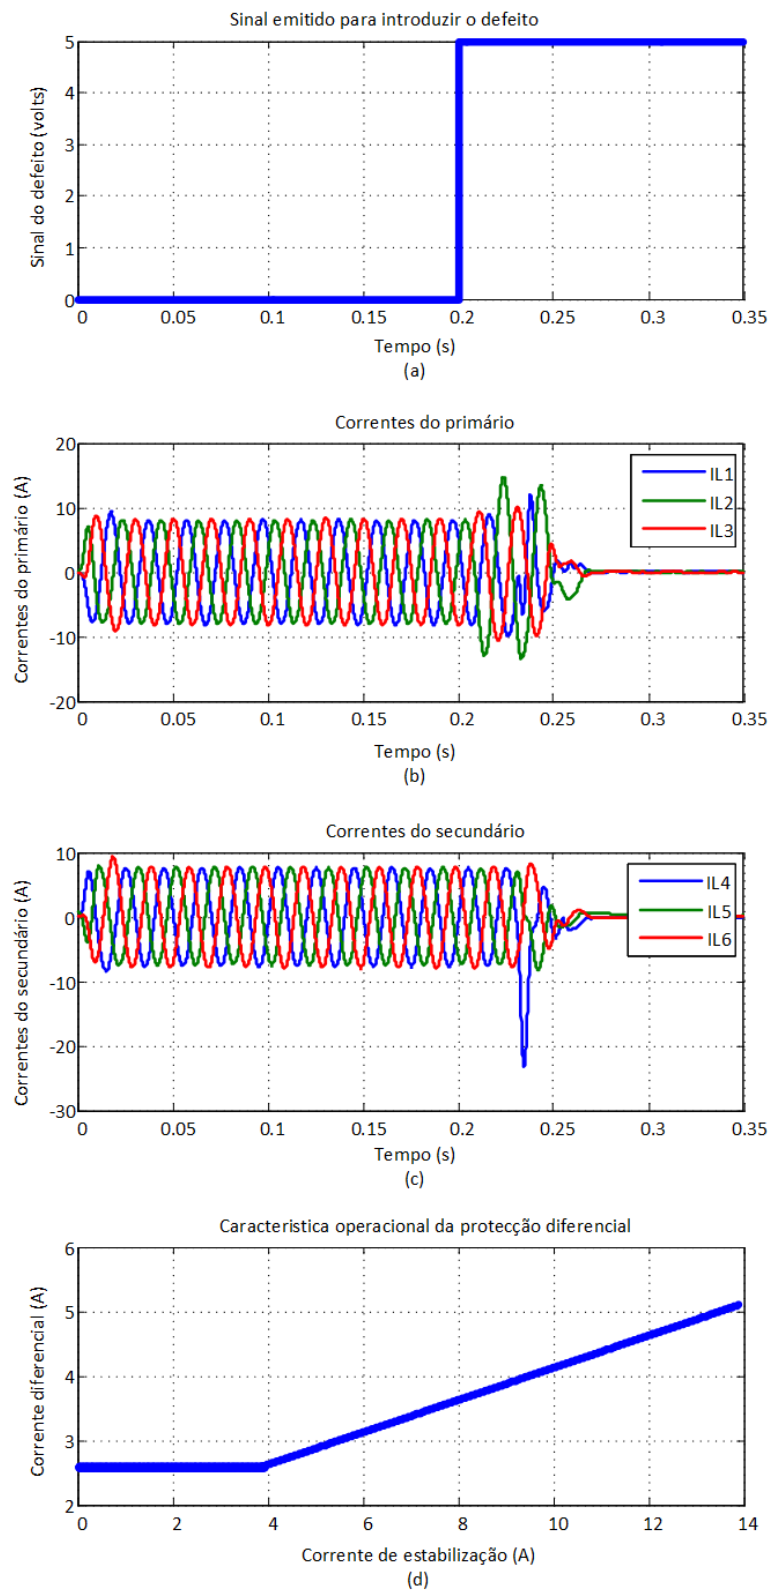 Sinal emitido para introduzir o defeito
Sinal do defeito (volts)
5
4
3
2
1
0
0 0.05 0.1 0.15 0.2 0.25 0.3 0.35
Tempo (s)
(a)
Correntes do primário
Correntes do primário (A)
20
10
0
-10
-20
IL1
IL2
IL3
0 0.05 0.1 0.15 0.2 0.25 0.3 0.35
Tempo (s)
(b)
Correntes do secundário
Correntes do secundário (A)
10
0
-10
-20
-30
IL4
IL5
IL6
0 0.05 0.1 0.15 0.2 0.25 0.3 0.35
Tempo (s)
(c)
Caracteristica operacional da protecção diferencial
Corrente diferencial (A)
6
5
4
3
2
0 2 4 6 8 10 12 14
Corrente de estabilização (A)
(d)